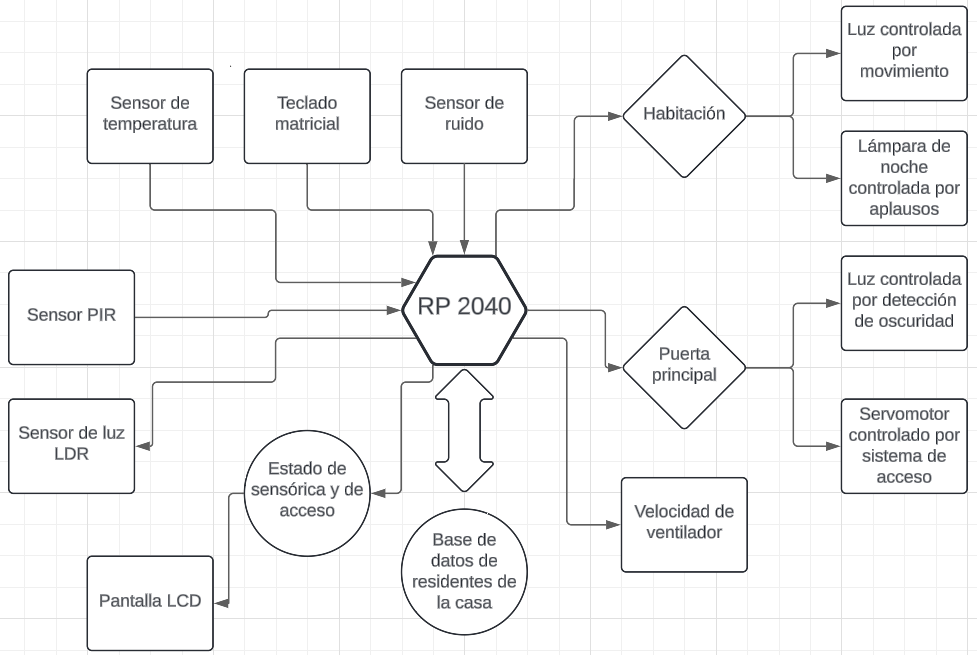 Luz controlada
por
movimiento
Sensor de
temperatura
Teclado
matricial
Sensor de
ruido
Habitación
Lámpara de
noche
controlada por
aplausos
Sensor PIR
RP 2040
Luz controlada
por detección
de oscuridad
Puerta
principal
Sensor de luz
LDR
Servomotor
controlado por
sistema de
acceso
Estado de
sensórica y de
acceso
Velocidad de
ventilador
Base de
datos de
residentes de
la casa
Pantalla LCD